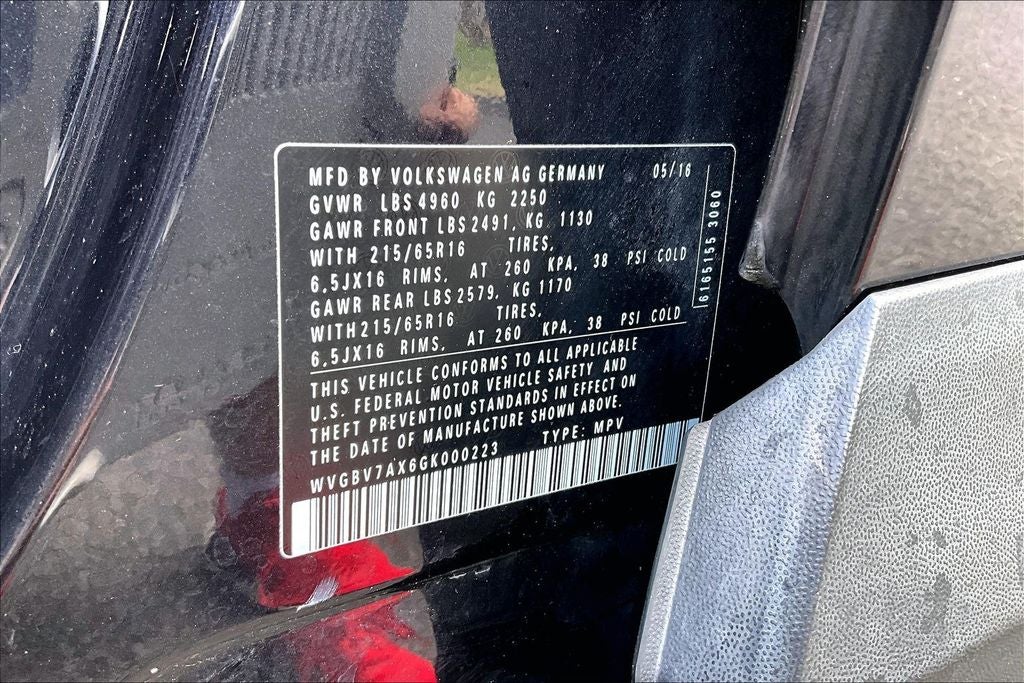 MFD BY VOLKSWAGEN AG GERMANY 05/16
GVWR LBS 4960 KG 2250
GAWR FRONT LBS 2491, KG 1130
WITH 215/65R16 TIRES,
6,5JX16 RIMS, AT 260 KPA, 38 PSI COLD
GAWR REAR LBS 2579, KG 1170
WITH 215/65R16 TIRES,
6,5JX16 RIMS, AT 260 KPA, 38 PSI COLD
THIS VEHICLE CONFORMS TO ALL APPLICABLE
U.S. FEDERAL MOTOR VEHICLE SAFETY AND
THEFT PREVENTION STANDARDS IN EFFECT ON
THE DATE OF MANUFACTURE SHOWN ABOVE.
WVGBV7AX6GK000223 TYPE: MPV
6165155 3060